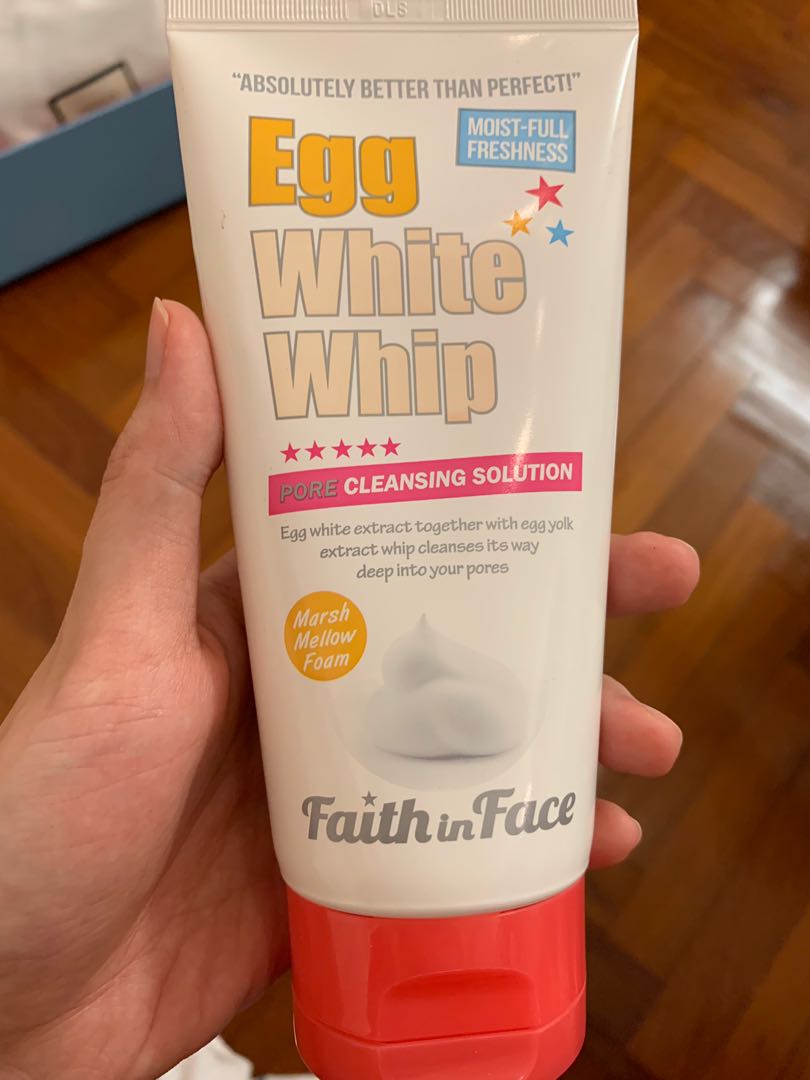 DLS
“ABSOLUTELY BETTER THAN PERFECT!”
MOIST-FULL
FRESHNESS
Egg
White
Whip
PORE CLEANSING SOLUTION
Egg white extract together with egg yolk
extract whip cleanses its way
deep into your pores
Marsh
Mellow
Foam
Faith in Face